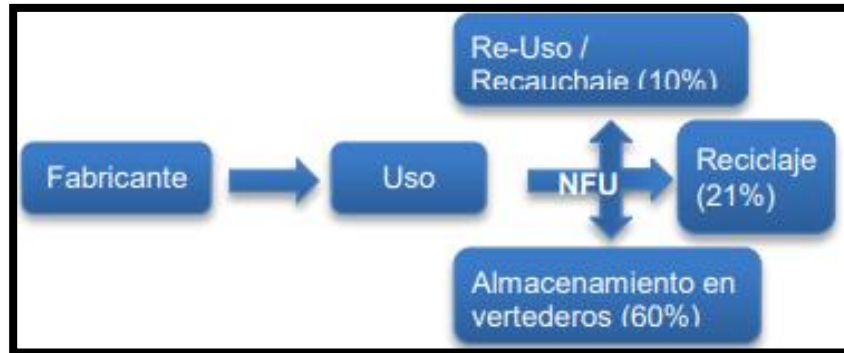 Re-Uso /
Recauchaje (10%)
Fabricante
Uso
NFU
Reciclaje
(21%)
Almacenamiento en
vertederos (60%)